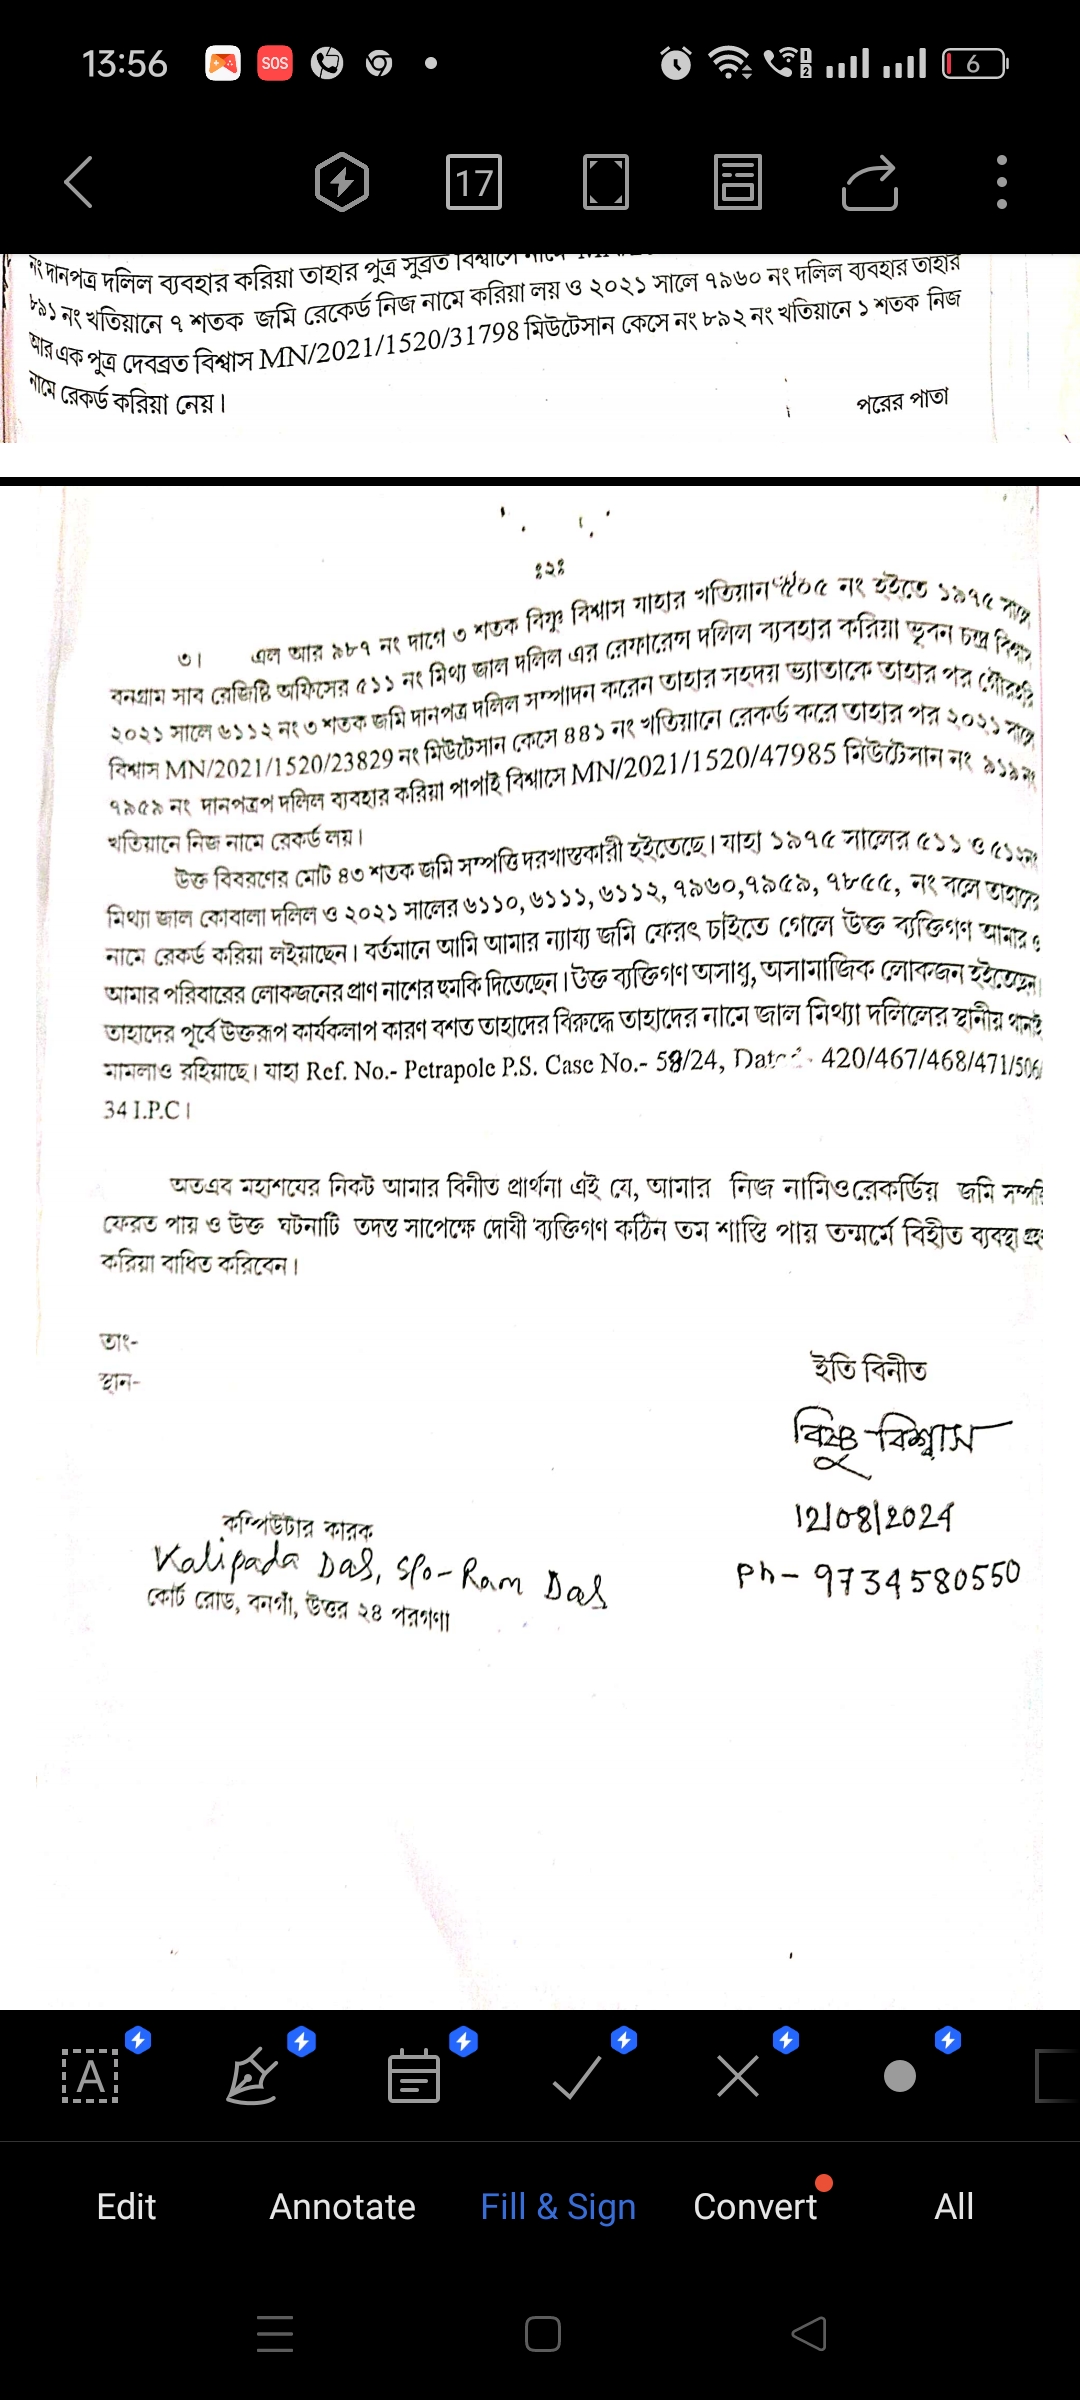 13:56
SOS
6
17
নং দানপত্র দলিল ব্যবহার করিয়া তাহার পুত্র সুব্রত বিশ্বাসে নামে
৮৯১ নং খতিয়ানে ৭ শতক জমি রেকের্ড নিজ নামে করিয়া লয় ও ২০২১ সালে ৭৯৬০ নং দলিল ব্যবহার তাহার
আর এক পুত্র দেবব্রত বিশ্বাস MN/2021/1520/31798 মিউটেসান কেসে নং ৮৯২ নং খতিয়ানে ১ শতক নিজ
নামে রেকর্ড করিয়া নেয়।
পরের পাতা
ঃ২ঃ
৩। এল আর ৯৮৭ নং দাগে ৩ শতক বিষ্ণু বিশ্বাস যাহার খতিয়ান নং হইতে ১৯৭৫ সালে
বনগ্রাম সাব রেজিষ্টি অফিসের ৫১১ নং মিথ্য জাল দলিল এর রেফারেন্স দলিল ব্যবহার করিয়া ভূবন চন্দ্র বিশ্বাস
২০২১ সালে ৬১১২ নং ৩ শতক জমি দানপত্র দলিল সম্পাদন করেন তাহার সহদয় ভ্যাতাকে তাহার পর গৌরহরি
বিশ্বাস MN/2021/1520/23829 নং মিউটেসান কেসে ৪৪১ নং খতিয়ানে রেকর্ড করে তাহার পর ২০২১ সালে
৭৯৫৯ নং দানপত্রপ দলিল ব্যবহার করিয়া পাপাই বিশ্বাসে MN/2021/1520/47985 মিউটেসান নং ৯১৯ নং
খতিয়ানে নিজ নামে রেকর্ড লয়।
উক্ত বিবরণের মোট ৪৩ শতক জমি সম্পত্তি দরখাস্তকারী হইতেছে। যাহা ১৯৭৫ সালের ৫১১ ও ৫১২নং
মিথ্যা জাল কোবালা দলিল ও ২০২১ সালের ৬১১০, ৬১১১, ৬১১২, ৭৯৬০,৭৯৫৯, ৭৮৫৫, নং বলে তাহাদের
নামে রেকর্ড করিয়া লইয়াছেন। বর্তমানে আমি আমার ন্যায্য জমি ফেরৎ চাইতে গেলে উক্ত ব্যক্তিগণ আমার ও
আমার পরিবারের লোকজনের প্রাণ নাশের হুমকি দিতেছেন। উক্ত ব্যক্তিগণ অসাধু, অসামাজিক লোকজন হইতেছেন।
তাহাদের পূর্বে উক্তরূপ কার্যকলাপ কারণ বশত তাহাদের বিরুদ্ধে তাহাদের নামে জাল মিথ্যা দলিলের স্থানীয় থানাই
মামলাও রহিয়াছে। যাহা Ref. No.- Petrapole P.S. Case No.- 58/24, 420/467/468/471/506/
34 I.P.C।
অতএব মহাশযের নিকট আমার বিনীত প্রার্থনা এই যে, আমার নিজ নামিওরেকর্ডিয় জমি সম্পত্তি
ফেরত পায় ও উক্ত ঘটনাটি তদন্ত সাপেক্ষে দোষী ব্যক্তিগণ কঠিন তম শাস্তি পায় তন্মার্মে বিহীত ব্যবস্থা গ্রহণ
করিয়া বাধিত করিবেন।
তাং-
স্থান-
ইতি বিনীত
বিষ্ণু বিশ্বাস
12/08/2024
Ph- 9734580550
কম্পিউটার কারক
Kalipada Das, S/o- Ram Das
কোর্ট রোড, বনগাঁ, উত্তর ২৪ পরগণা
A
Edit Annotate Fill & Sign Convert All